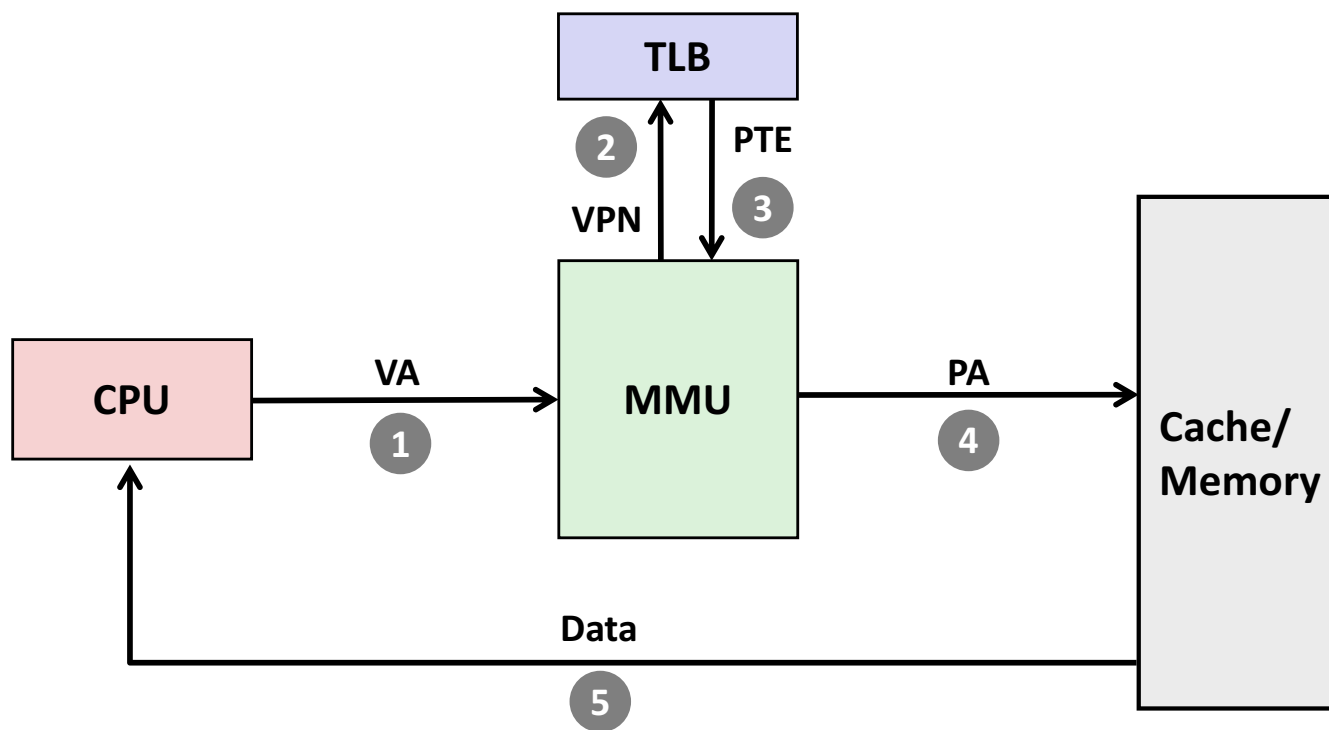 TLB
2
PTE
VPN
3
CPU
VA
1
MMU
PA
4
Cache/
Memory
Data
5